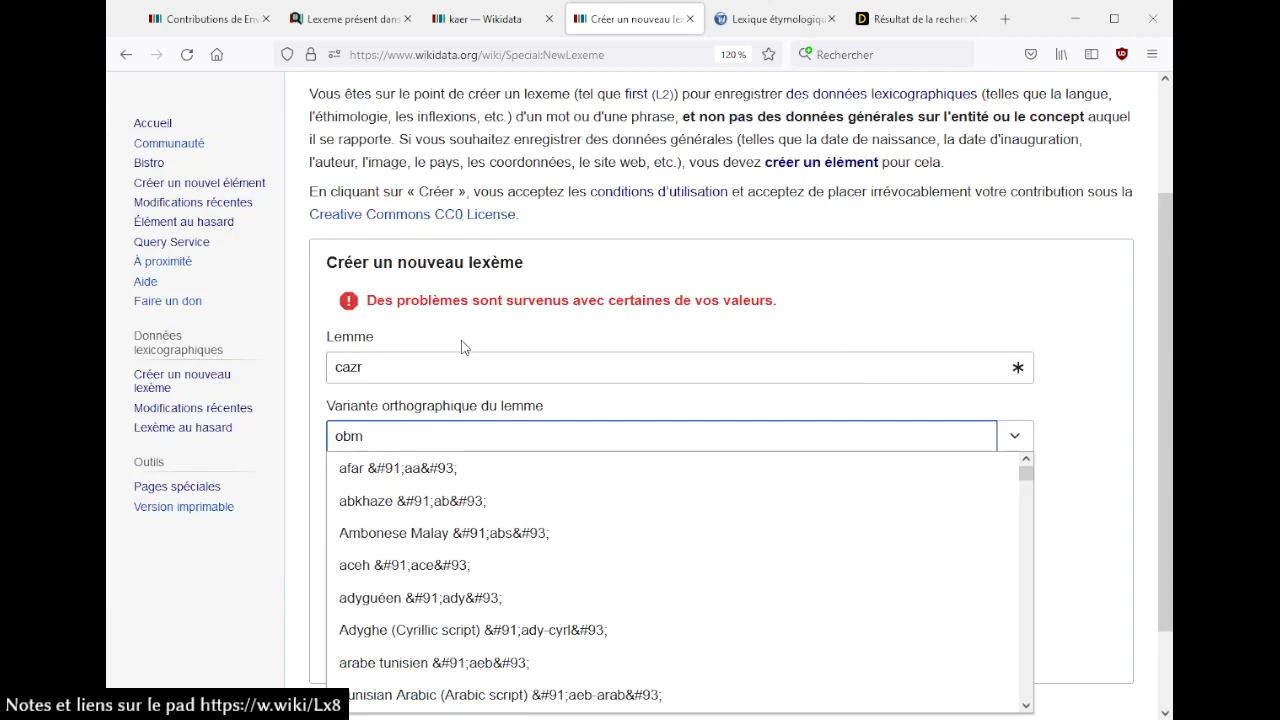 Contributions de Env
Lexeme présent dans
kaer — Wikidata
Créer un nouveau le
Lexique étymologiqu
Résultat de la recher
https://www.wikidata.org/wiki/Special:NewLexeme
120 %
Rechercher
Accueil
Communauté
Bistro
Créer un nouvel élément
Modifications récentes
Élément au hasard
Query Service
À proximité
Aide
Faire un don
Données
lexicographiques
Créer un nouveau
lexème
Modifications récentes
Lexème au hasard
Outils
Pages spéciales
Version imprimable
Vous êtes sur le point de créer un lexeme (tel que first (L2)) pour enregistrer des données lexicographiques (telles que la langue,
l'éthimologie, les inflexions, etc.) d'un mot ou d'une phrase, et non pas des données générales sur l'entité ou le concept auquel
il se rapporte. Si vous souhaitez enregistrer des données générales (telles que la date de naissance, la date d'inauguration,
l'auteur, l'image, le pays, les coordonnées, le site web, etc.), vous devez créer un élément pour cela.
En cliquant sur « Créer », vous acceptez les conditions d'utilisation et acceptez de placer irrévocablement votre contribution sous la
Creative Commons CC0 License.
Créer un nouveau lexème
Des problèmes sont survenus avec certaines de vos valeurs.
Lemme
cazr
Variante orthographique du lemme
obm
afar &#91;aa&#93;
abkhaze &#91;ab&#93;
Ambonese Malay &#91;abs&#93;
aceh &#91;ace&#93;
adyguéen &#91;ady&#93;
Adyghe (Cyrillic script) &#91;ady-cyrl&#93;
arabe tunisien &#91;aeb&#93;
Tunisian Arabic (Arabic script) &#91;aeb-arab&#93;
Notes et liens sur le pad https://w.wiki/Lx8